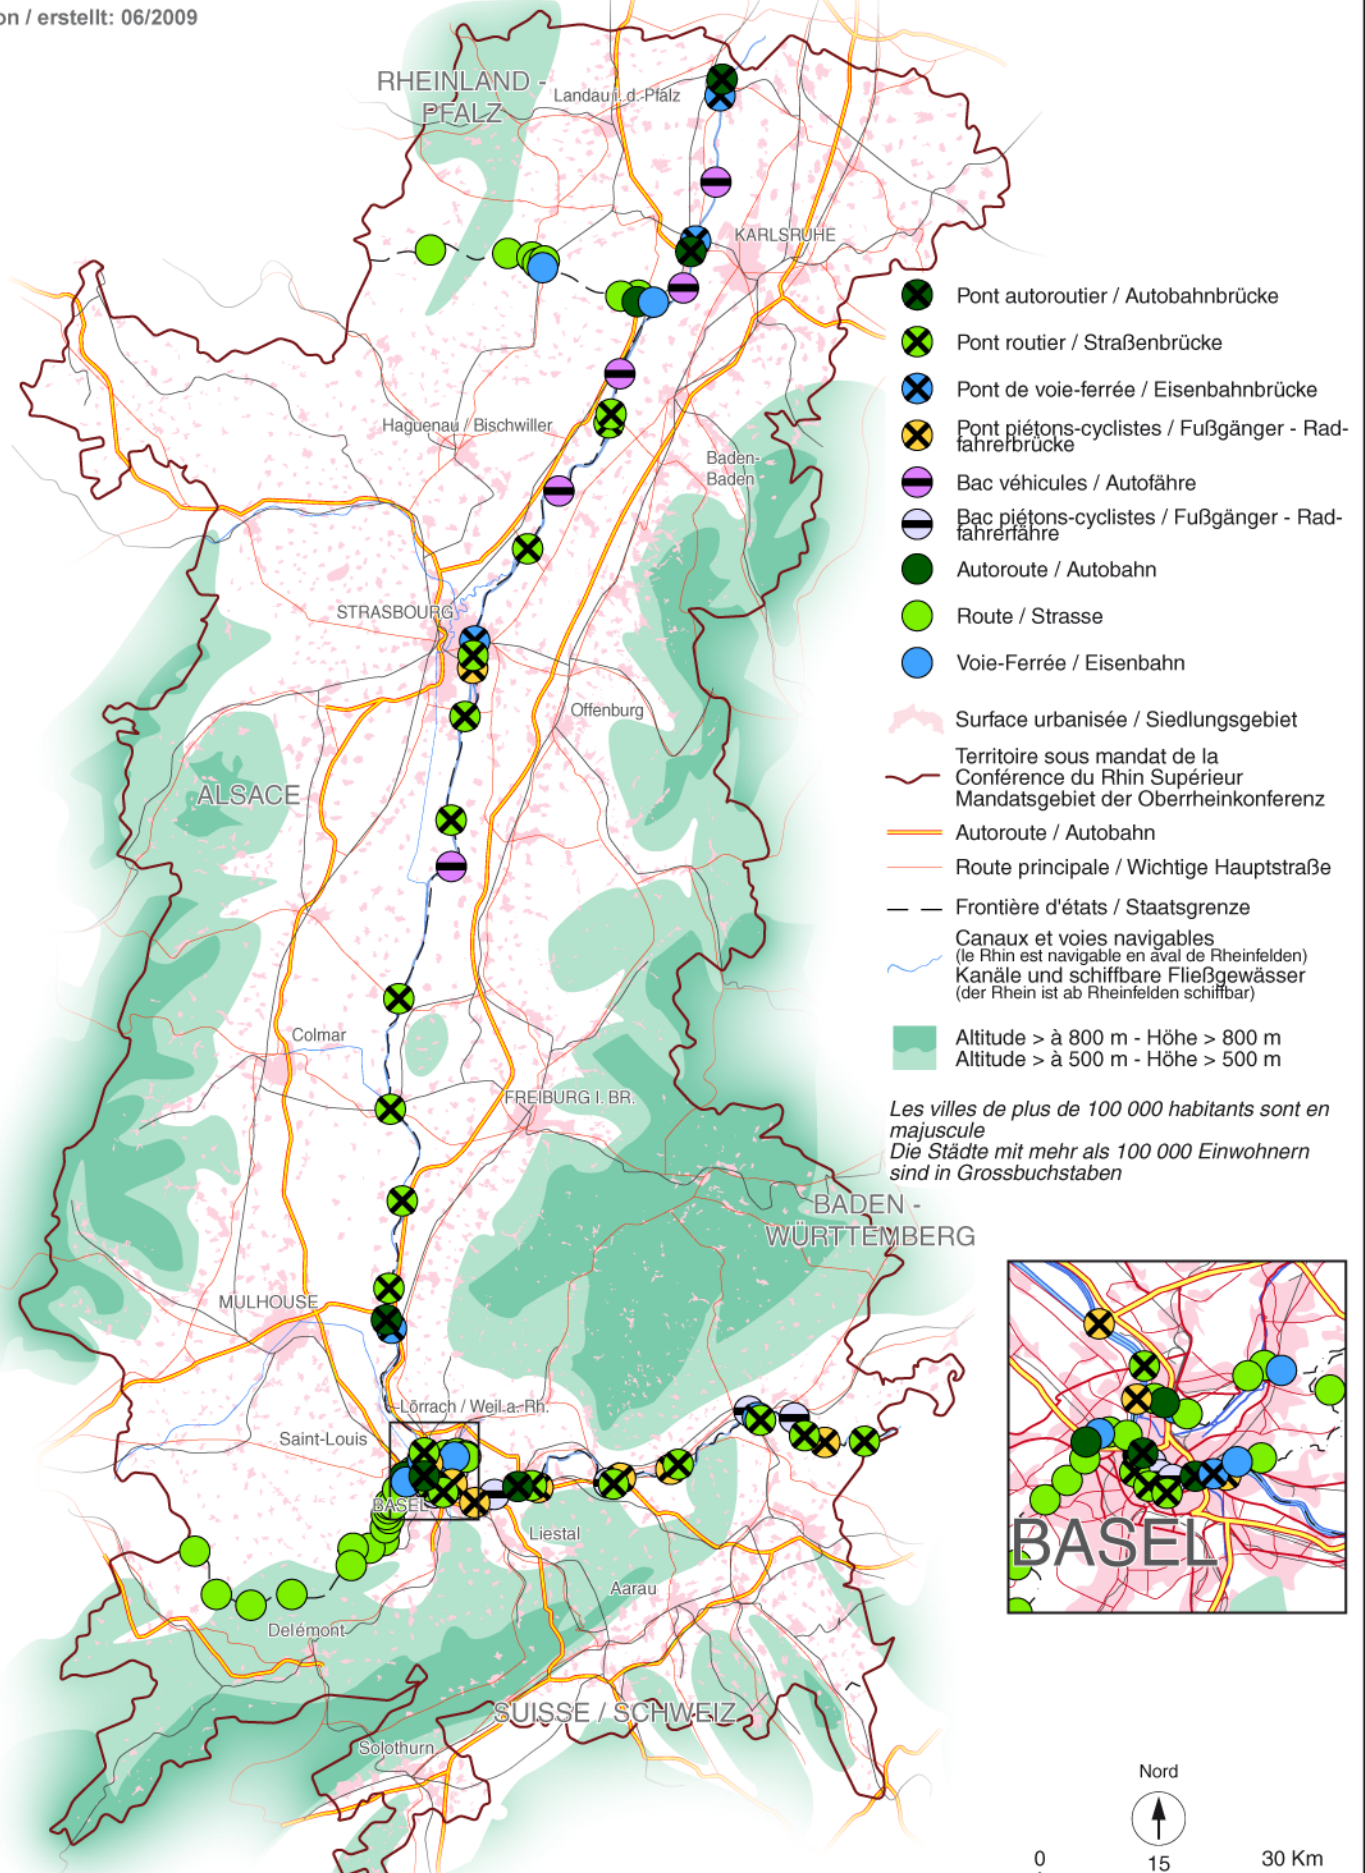 on / erstellt: 06/2009
RHEINLAND -
PFALZ
Landau i. d. Pfalz
KARLSRUHE
Haguenau / Bischwiller
Baden-
Baden
STRASBOURG
Offenburg
ALSACE
Colmar
FREIBURG I. BR.
BADEN -
WÜRTTEMBERG
MULHOUSE
Lörrach / Weil a. Rh.
Saint-Louis
BASEL
Liestal
Aarau
Delémont
SUISSE / SCHWEIZ
Solothurn
Pont autoroutier / Autobahnbrücke
Pont routier / Straßenbrücke
Pont de voie-ferrée / Eisenbahnbrücke
Pont piétons-cyclistes / Fußgänger - Rad-
fahrerbrücke
Bac véhicules / Autofähre
Bac piétons-cyclistes / Fußgänger - Rad-
fahrerfähre
Autoroute / Autobahn
Route / Strasse
Voie-Ferrée / Eisenbahn
Surface urbanisée / Siedlungsgebiet
Territoire sous mandat de la
Conférence du Rhin Supérieur
Mandatsgebiet der Oberrheinkonferenz
Autoroute / Autobahn
Route principale / Wichtige Hauptstraße
Frontière d'états / Staatsgrenze
Canaux et voies navigables
(le Rhin est navigable en aval de Rheinfelden)
Kanäle und schiffbare Fließgewässer
(der Rhein ist ab Rheinfelden schiffbar)
Altitude > à 800 m - Höhe > 800 m
Altitude > à 500 m - Höhe > 500 m
Les villes de plus de 100 000 habitants sont en
majuscule
Die Städte mit mehr als 100 000 Einwohnern
sind in Grossbuchstaben
BASEL
Nord
0 15 30 Km